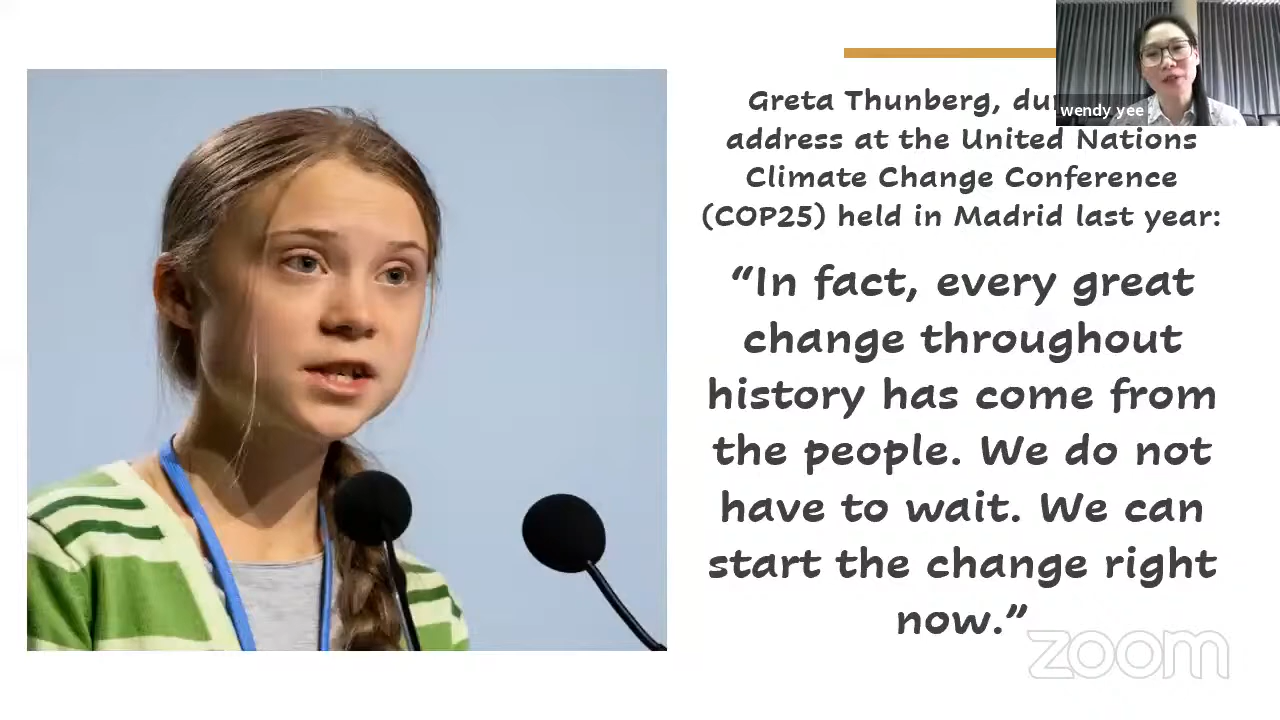 Greta Thunberg,
address at the United Nations
Climate Change Conference
(COP25) held in Madrid last year:
“In fact, every great
change throughout
history has come from
the people. We do not
have to wait. We can
start the change right
now.”
wendy yee
zoom